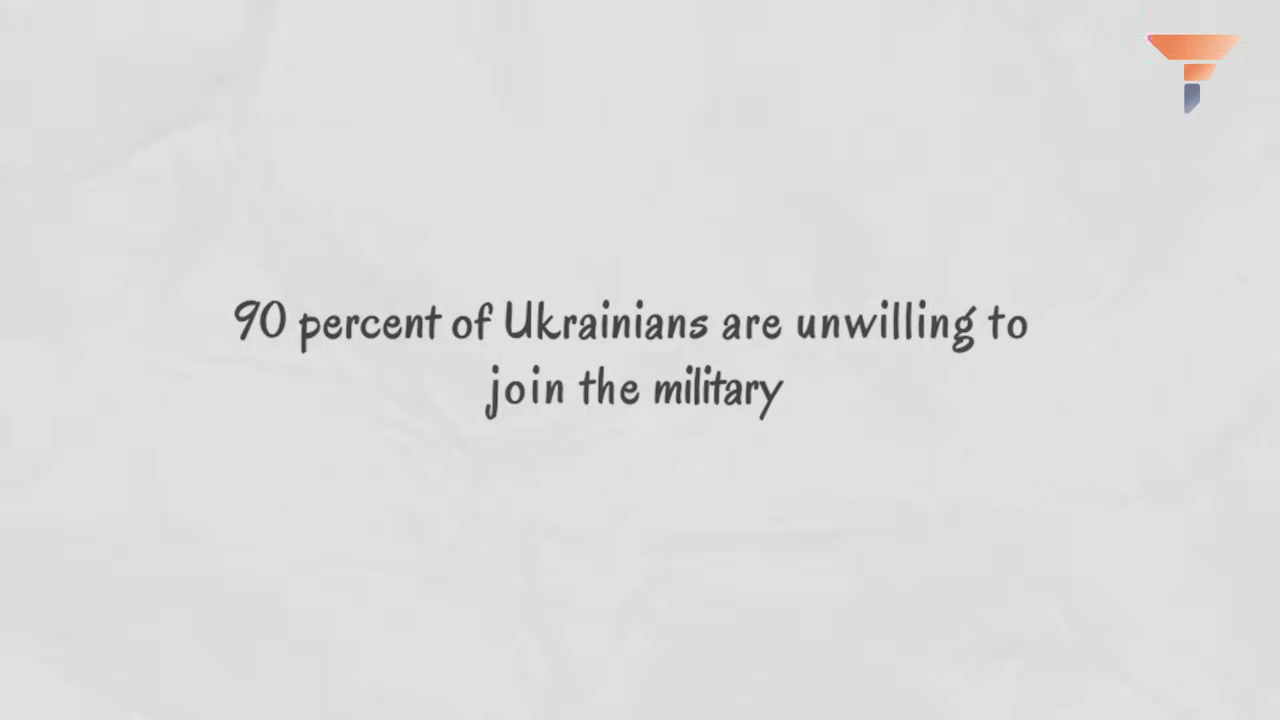 90 percent of Ukrainians are unwilling to
join the military